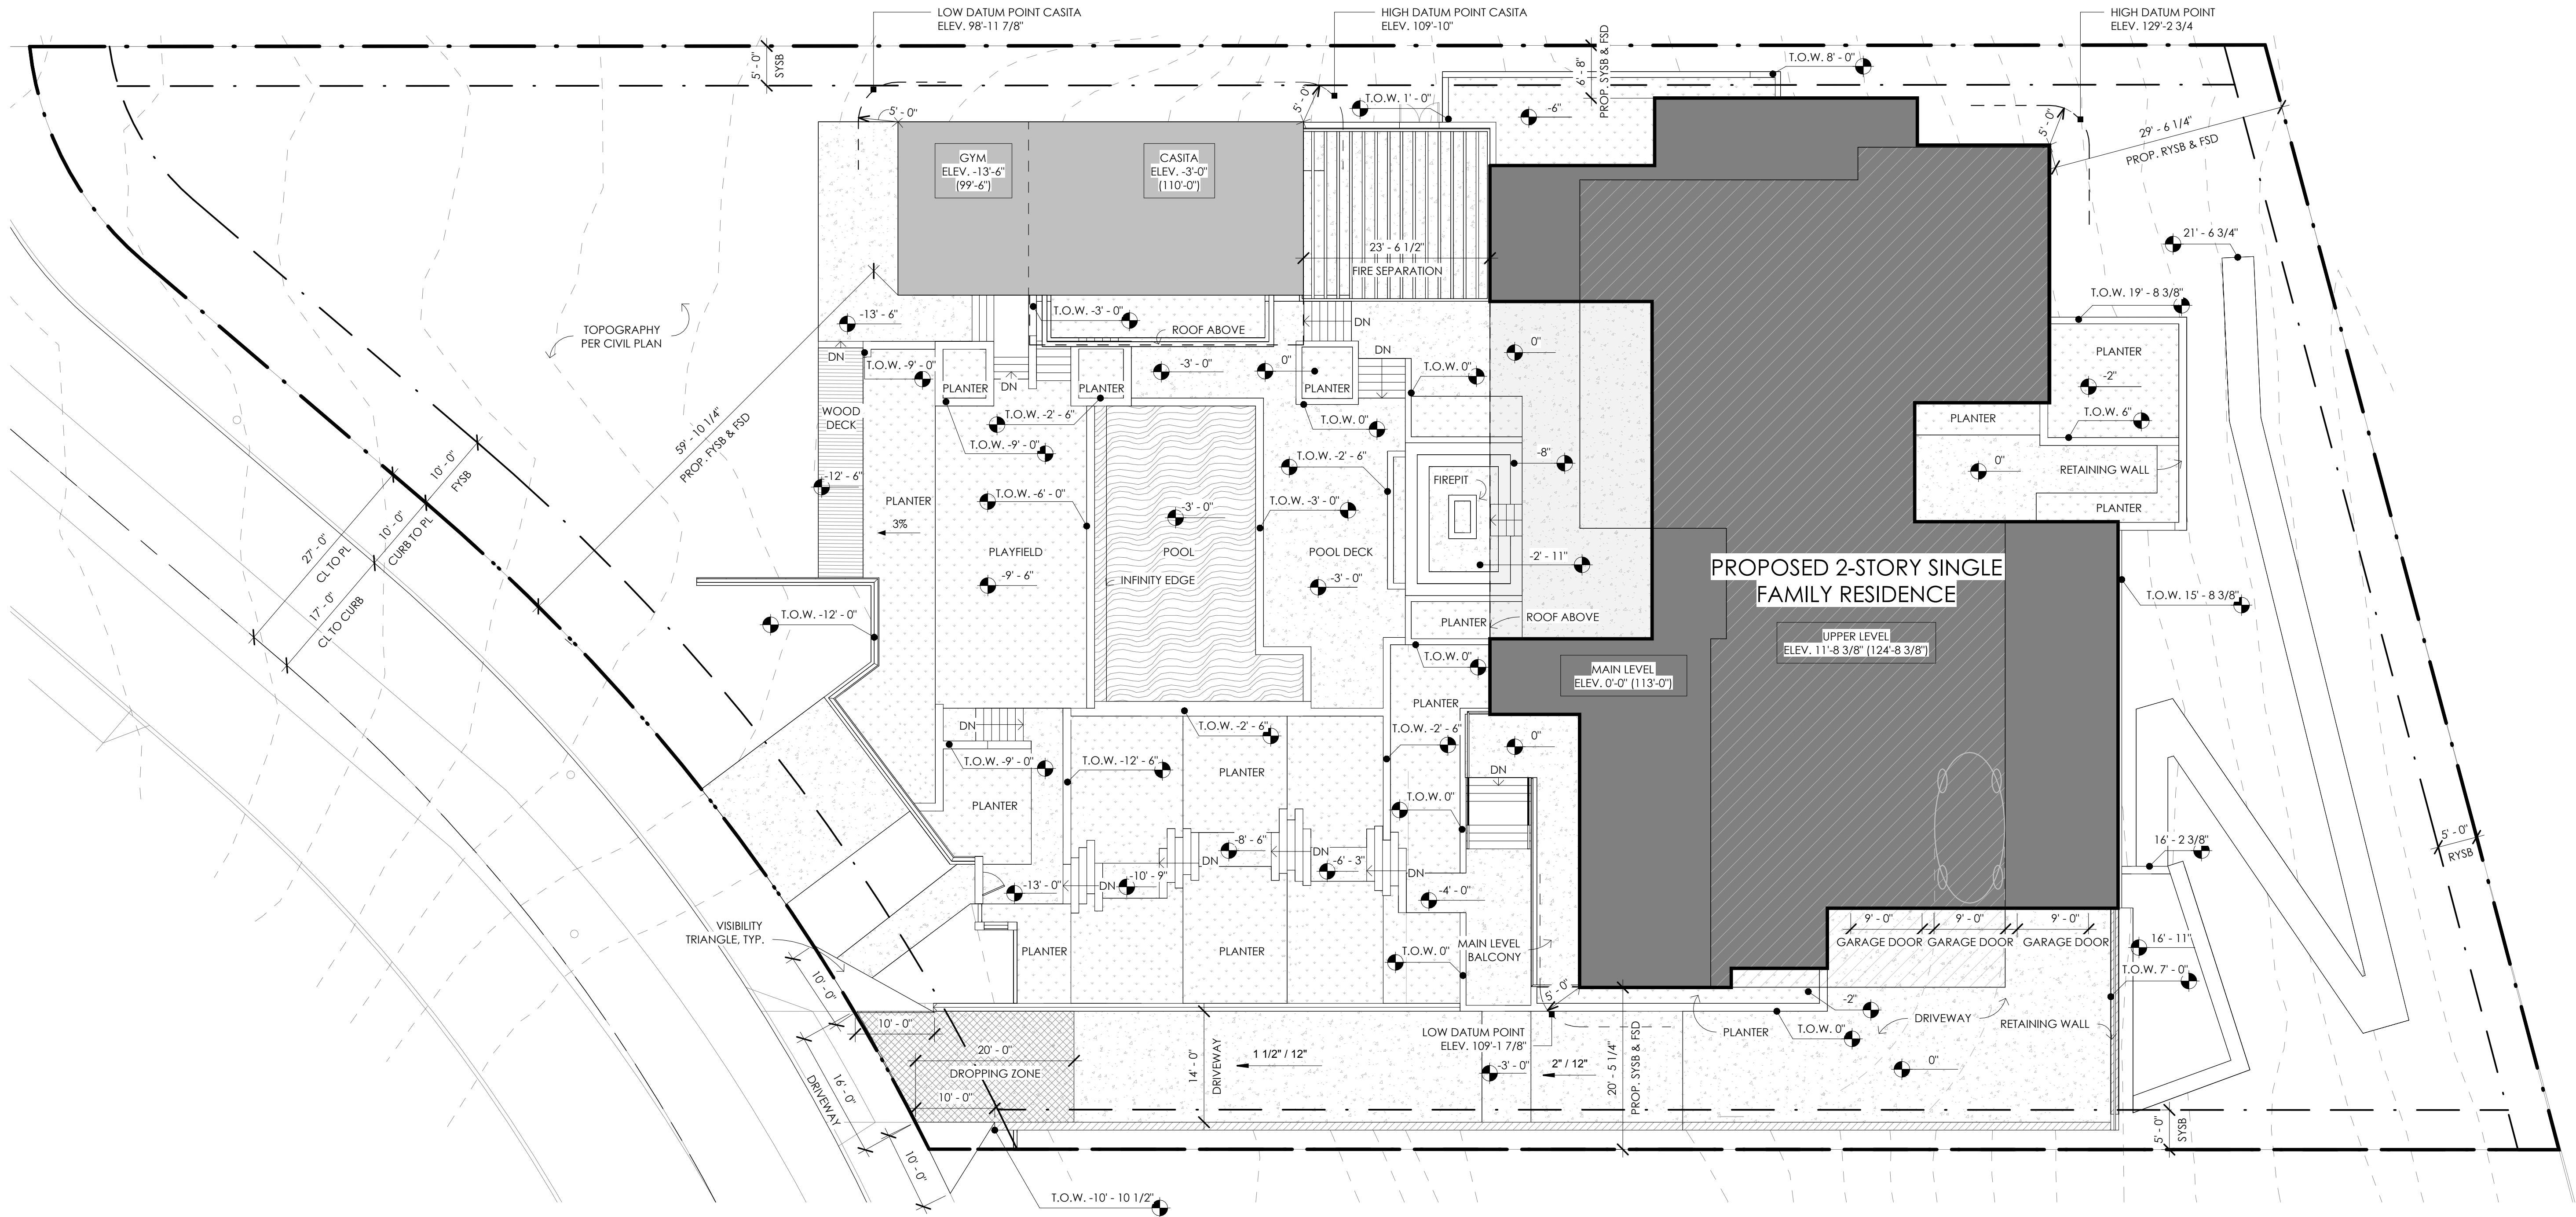 LOW DATUM POINT CASITA
ELEV. 98'-11 7/8"
HIGH DATUM POINT CASITA
ELEV. 109'-10"
HIGH DATUM POINT
ELEV. 129'-2 3/4
5' - 0"
SYSB
6' - 8"
PROP. SYSB & FSD
T.O.W. 8' - 0"
T.O.W. 1' - 0"
-6"
5' - 0"
5' - 0"
5' - 0"
29' - 6 1/4"
PROP. RYSB & FSD
GYM
ELEV. -13'-6"
(99'-6")
CASITA
ELEV. -3'-0"
(110'-0")
23' - 6 1/2"
FIRE SEPARATION
21' - 6 3/4"
T.O.W. 19' - 8 3/8"
TOPOGRAPHY
PER CIVIL PLAN
-13' - 6"
T.O.W. -3' - 0"
ROOF ABOVE
DN
DN
DN
DN
0"
PLANTER
-2"
T.O.W. 6"
T.O.W. -9' - 0"
PLANTER
PLANTER
-3' - 0"
0"
PLANTER
T.O.W. 0"
WOOD
DECK
T.O.W. -2' - 6"
T.O.W. -9' - 0"
T.O.W. 0"
PLANTER
0"
RETAINING WALL
PLANTER
59' - 10 1/4"
PROP. FYSB & FSD
10' - 0"
FYSB
10' - 0"
CURB TO PL
27' - 0"
CL TO PL
17' - 0"
CL TO CURB
-12' - 6"
PLANTER
3%
T.O.W. -6' - 0"
-3' - 0"
T.O.W. -2' - 6"
T.O.W. -3' - 0"
FIREPIT
-8"
PLAYFIELD
-9' - 6"
POOL
INFINITY EDGE
POOL DECK
-3' - 0"
-2' - 11"
PROPOSED 2-STORY SINGLE
FAMILY RESIDENCE
T.O.W. -12' - 0"
PLANTER
ROOF ABOVE
T.O.W. 15' - 8 3/8"
UPPER LEVEL
ELEV. 11'-8 3/8" (124'-8 3/8")
T.O.W. 0"
MAIN LEVEL
ELEV. 0'-0" (113'-0")
PLANTER
DN
T.O.W. -2' - 6"
T.O.W. -2' - 6"
0"
T.O.W. -9' - 0"
T.O.W. -12' - 6"
PLANTER
DN
PLANTER
T.O.W. 0"
-8' - 6"
DN
DN
-6' - 3"
DN
-13' - 0"
DN
-10' - 9"
-4' - 0"
16' - 2 3/8"
5' - 0"
RYSB
VISIBILITY
TRIANGLE, TYP.
PLANTER
PLANTER
T.O.W. 0"
MAIN LEVEL
BALCONY
9' - 0"
GARAGE DOOR
9' - 0"
GARAGE DOOR
9' - 0"
GARAGE DOOR
16' - 11"
T.O.W. 7' - 0"
10' - 0"
10' - 0"
5' - 0"
-2"
T.O.W. 0"
PLANTER
DRIVEWAY
RETAINING WALL
20' - 0"
DROPPING ZONE
14' - 0"
DRIVEWAY
1 1/2" / 12"
LOW DATUM POINT
ELEV. 109'-1 7/8"
-3' - 0"
2" / 12"
20' - 5 1/4"
PROP. SYSB & FSD
0"
16' - 0"
DRIVEWAY
10' - 0"
10' - 0"
5' - 0"
SYSB
T.O.W. -10' - 10 1/2"